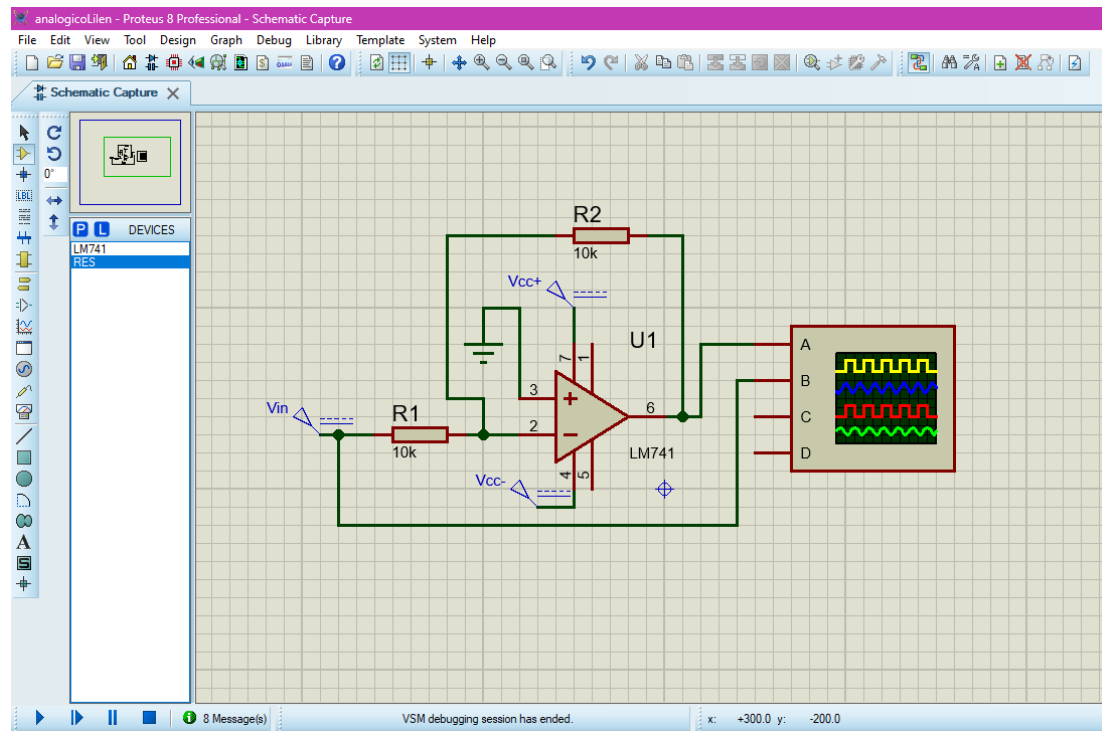 analogicoLilen - Proteus 8 Professional - Schematic Capture
File Edit View Tool Design Graph Debug Library Template System Help
Schematic Capture
0°
LBL
P L DEVICES
LM741
RES
A
S
R2
10k
Vcc+
U1
7
1
3
2
6
4
5
LM741
Vin
R1
10k
Vcc-
A
B
C
D
8 Message(s)
VSM debugging session has ended.
x: +300.0 y: -200.0